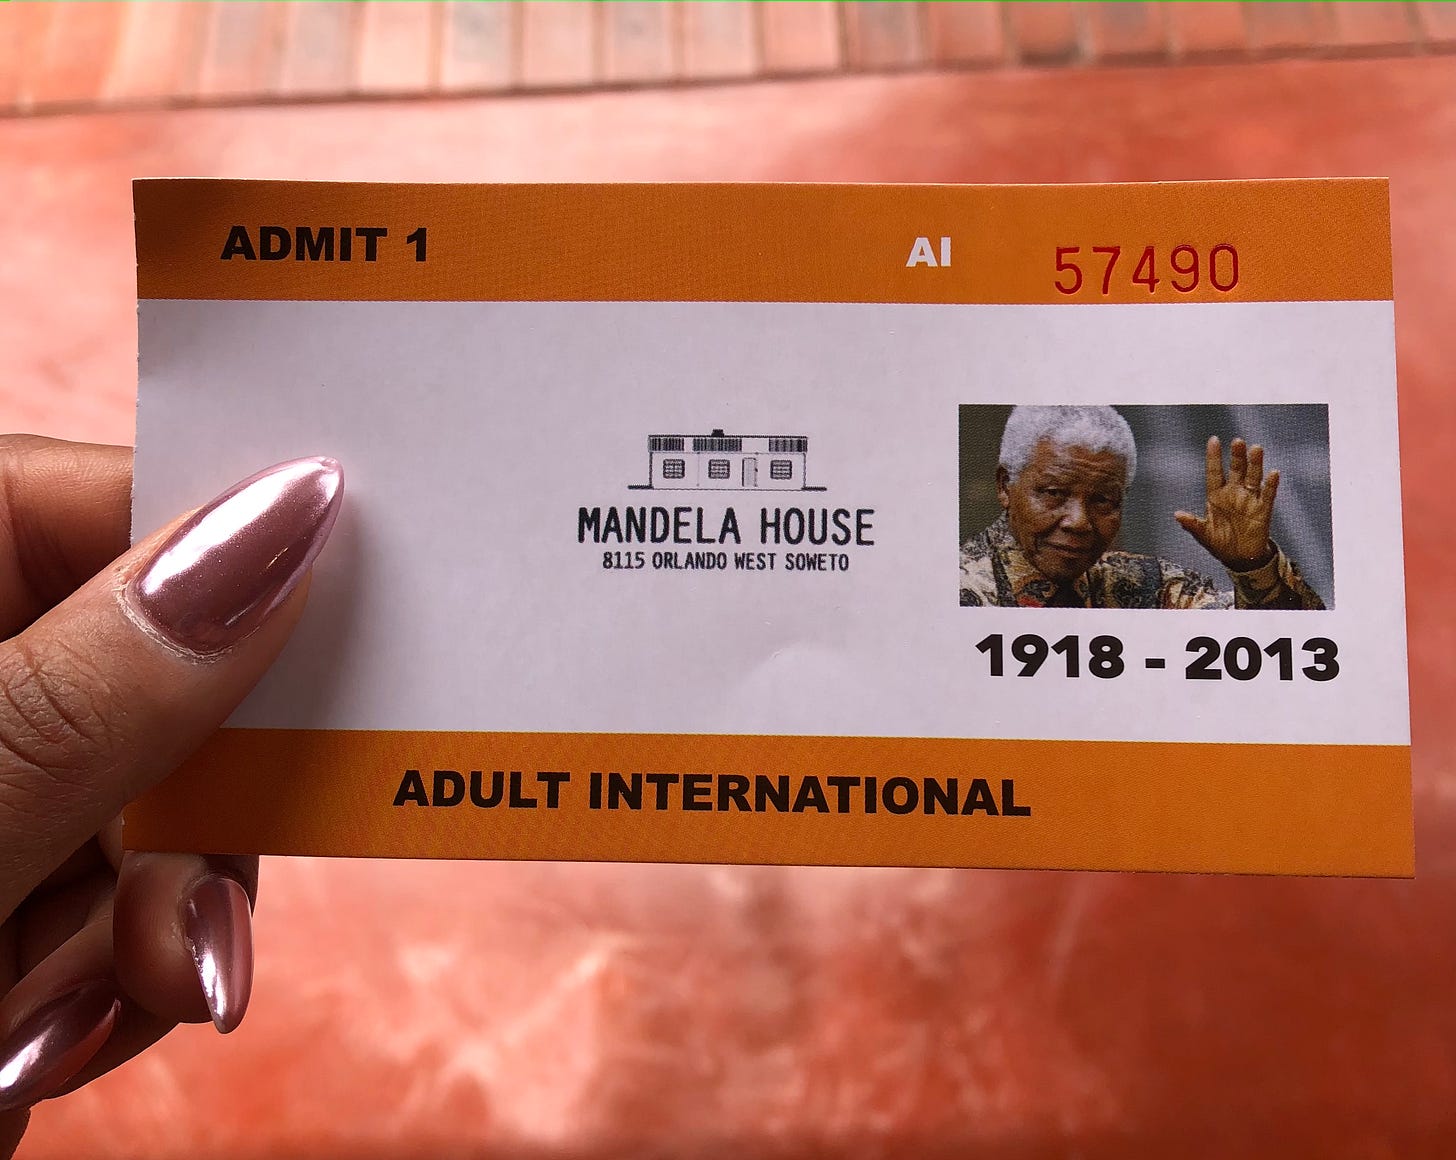 ADMIT 1 AI 57490
MANDELA HOUSE
8115 ORLANDO WEST SOWETO
1918 - 2013
ADULT INTERNATIONAL